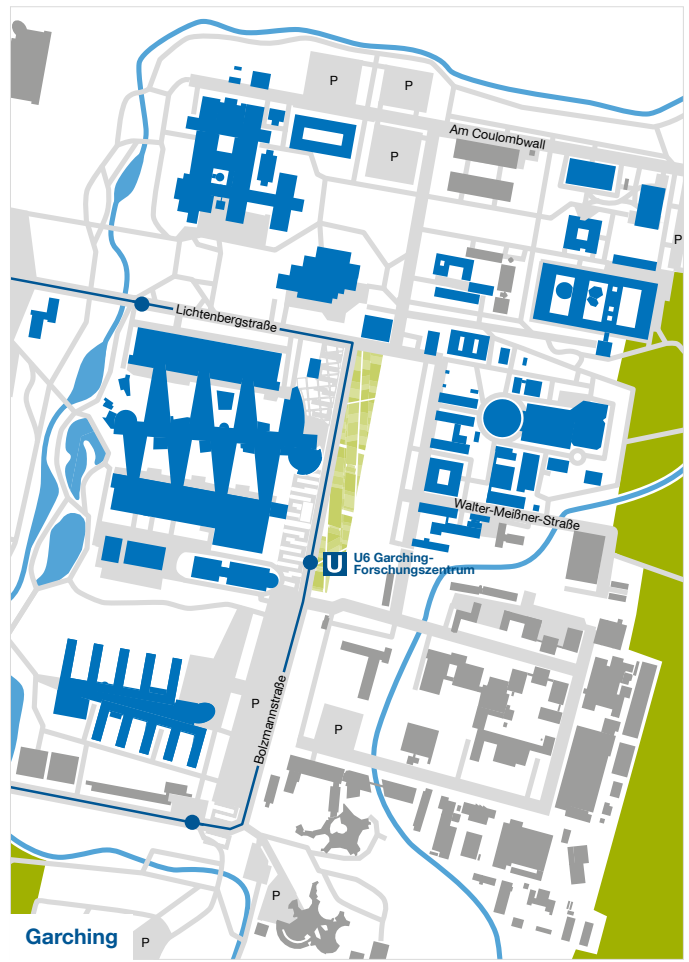 P
P
Am Coulombwall
P
P
Lichtenbergstraße
Walter-Meißner-Straße
U
U6 Garching-
Forschungszentrum
P
Bolzmannstraße
P
P
Garching
P